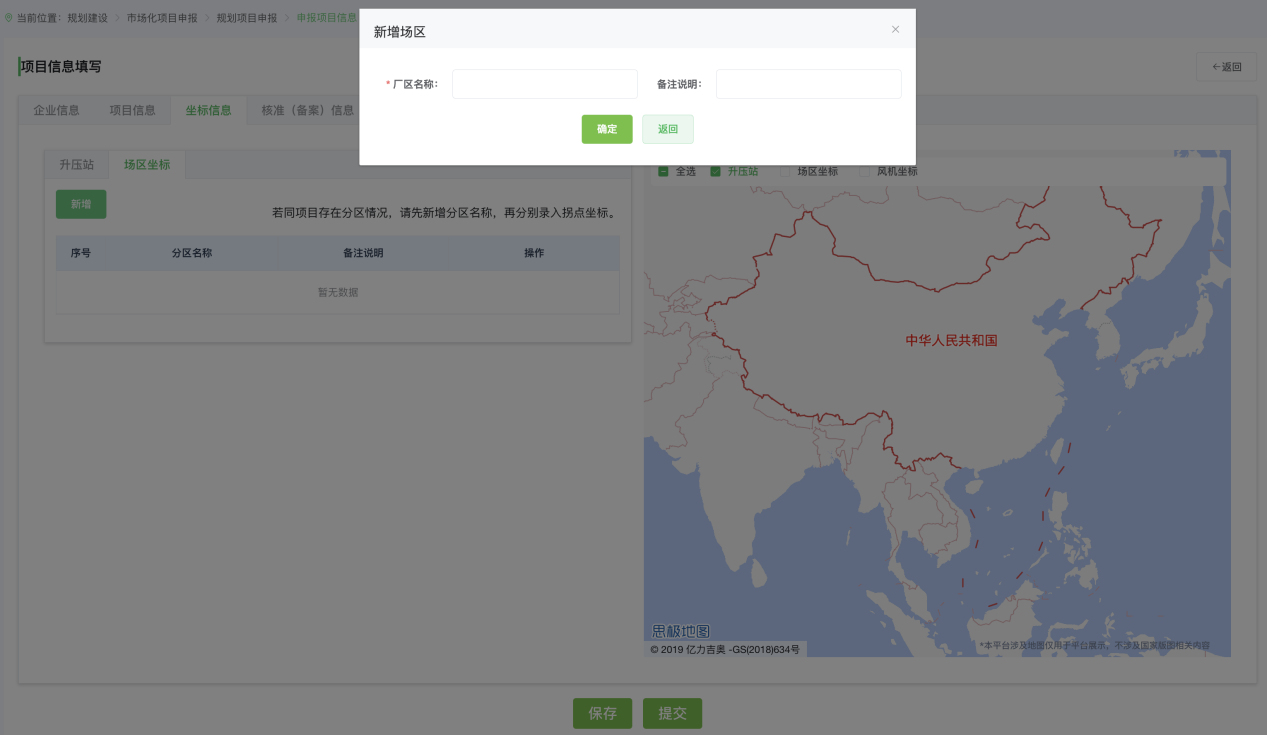 当前位置: 规划建设 > 市场化项目申报 > 规划项目申报 > 申报项目信息
新增场区
×
* 厂区名称:
备注说明:
确定
返回
项目信息填写
←返回
企业信息
项目信息
坐标信息
核准（备案）信息
升压站
场区坐标
全选
升压站
场区坐标
风机坐标
新增
若同项目存在分区情况，请先新增分区名称，再分别录入拐点坐标。
序号
分区名称
备注说明
操作
暂无数据
中华人民共和国
思极地图
© 2019 亿力吉奥 -GS(2018)634号
*本平台涉及地图仅用于平台展示，不涉及国家版图相关内容
保存
提交